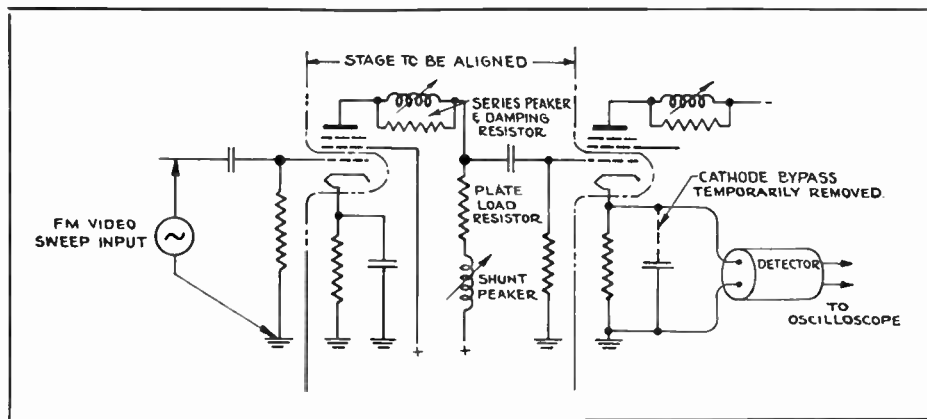 STAGE TO BE ALIGNED
SERIES PEAKER
& DAMPING
RESISTOR
CATHODE BYPASS
TEMPORARILY REMOVED.
PLATE
LOAD
RESISTOR
FM VIDEO
SWEEP INPUT
~
SHUNT
PEAKER
DETECTOR
TO
OSCILLOSCOPE
+
+